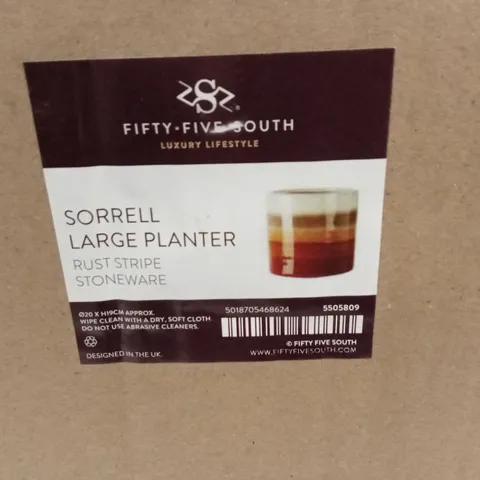 S
FIFTY·FIVE SOUTH
LUXURY LIFESTYLE
SORRELL
LARGE PLANTER
RUST STRIPE
STONEWARE
Ø20 X H19CM APPROX.
WIPE CLEAN WITH A DRY, SOFT CLOTH.
DO NOT USE ABRASIVE CLEANERS.
DESIGNED IN THE UK.
5018705468624 5505809
© FIFTY FIVE SOUTH
WWW.FIFTYFIVESOUTH.COM